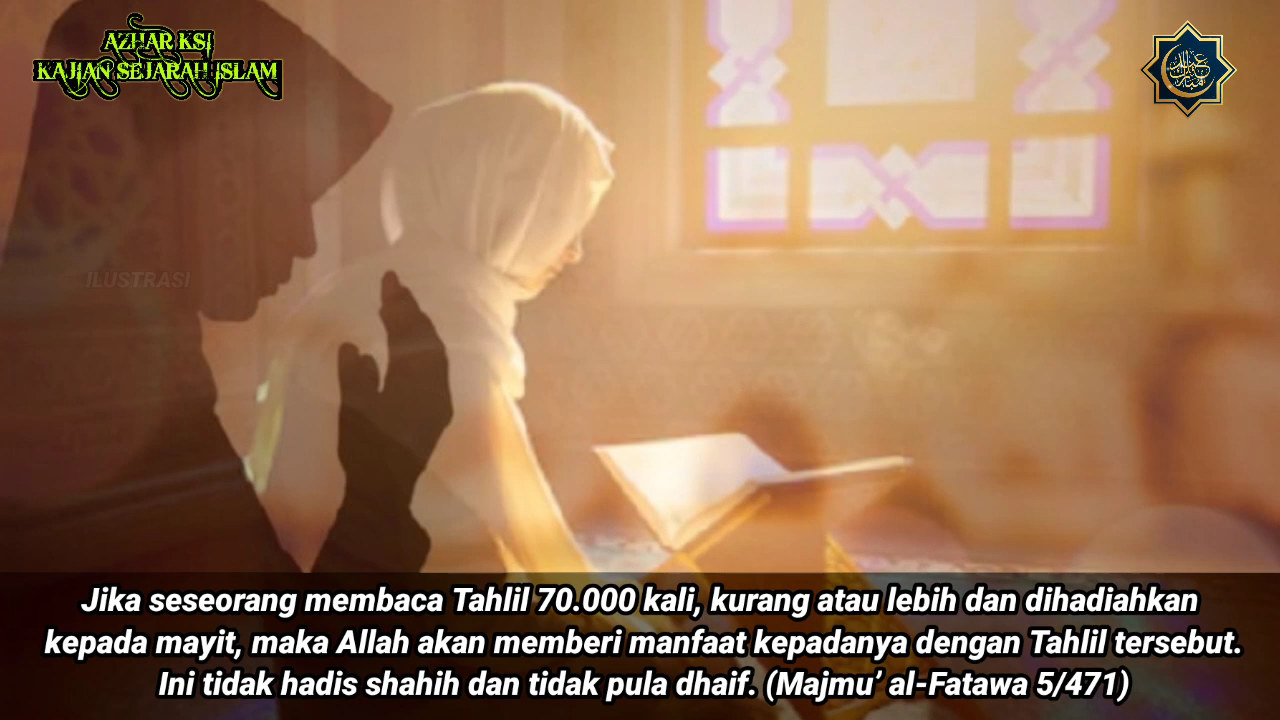 AZHAR KSI
KAJIAN SEJARAH ISLAM
ILUSTRASI
Jika seseorang membaca Tahlil 70.000 kali, kurang atau lebih dan dihadiahkan
kepada mayit, maka Allah akan memberi manfaat kepadanya dengan Tahlil tersebut.
Ini tidak hadis shahih dan tidak pula dhaif. (Majmu’ al-Fatawa 5/471)